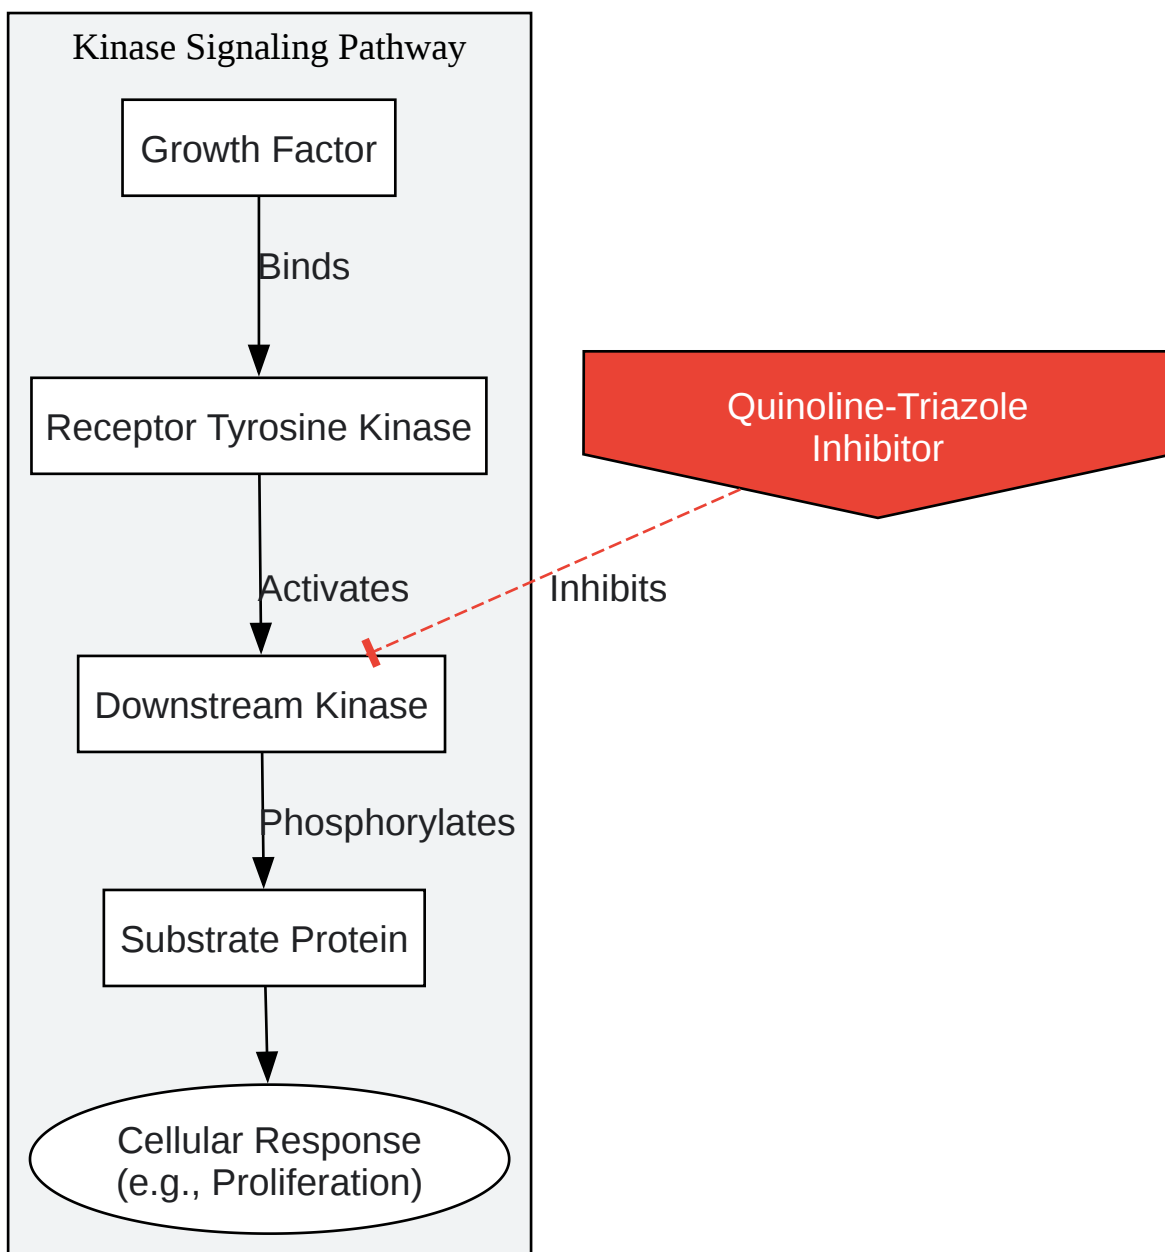 Kinase Signaling Pathway
Growth Factor
Binds
Receptor Tyrosine Kinase
Quinoline-Triazole
Inhibitor
Activates
Inhibits
Downstream Kinase
Phosphorylates
Substrate Protein
Cellular Response
(e.g., Proliferation)